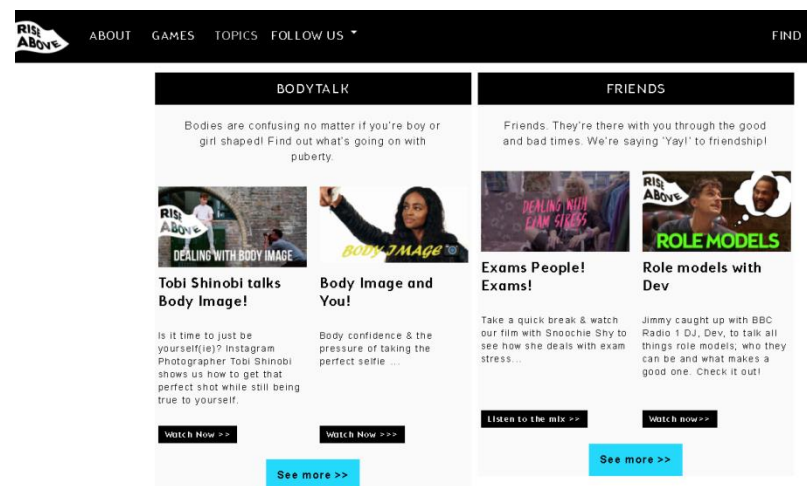 RISE
ABOVE
ABOUT GAMES TOPICS FOLLOW US FIND
BODYTALK
Bodies are confusing no matter if you're boy or
girl shaped! Find out what's going on with
puberty.
RISE
ABOVE
DEALING WITH BODY IMAGE
BODY IMAGE
Tobi Shinobi talks
Body Image!
Body Image and
You!
Is it time to just be
yourself(ie)? Instagram
Photographer Tobi Shinobi
shows us how to get that
perfect shot while still being
true to yourself.
Body confidence & the
pressure of taking the
perfect selfie ....
Watch Now >>
Watch Now >>>
See more >>
FRIENDS
Friends. They're there with you through the good
and bad times. We're saying 'Yay!' to friendship!
DEALING WITH
EXAM STRESS
RISE
ABOVE
ROLE MODELS
Exams People!
Exams!
Role models with
Dev
Take a quick break & watch
our film with Snoochie Shy to
see how she deals with exam
stress...
Jimmy caught up with BBC
Radio 1 DJ, Dev, to talk all
things role models; who they
can be and what makes a
good one. Check it out!
Listen to the mix >>
Watch now>>
See more >>